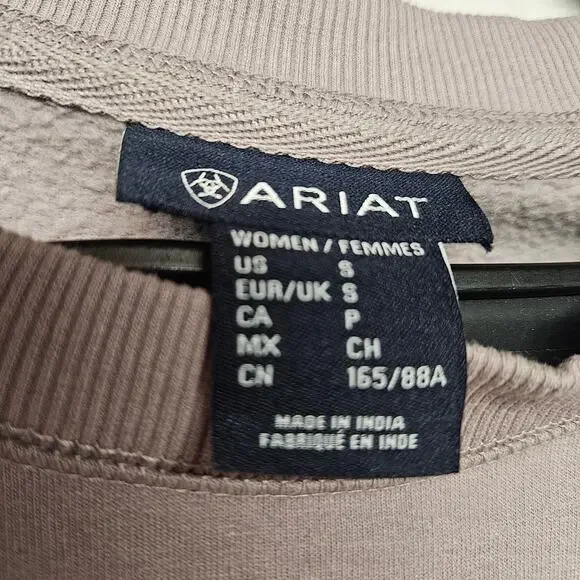 ARIAT
WOMEN / FEMMES
US S
EUR/UK S
CA P
MX CH
CN 165/88A
MADE IN INDIA
FABRIQUÉ EN INDE